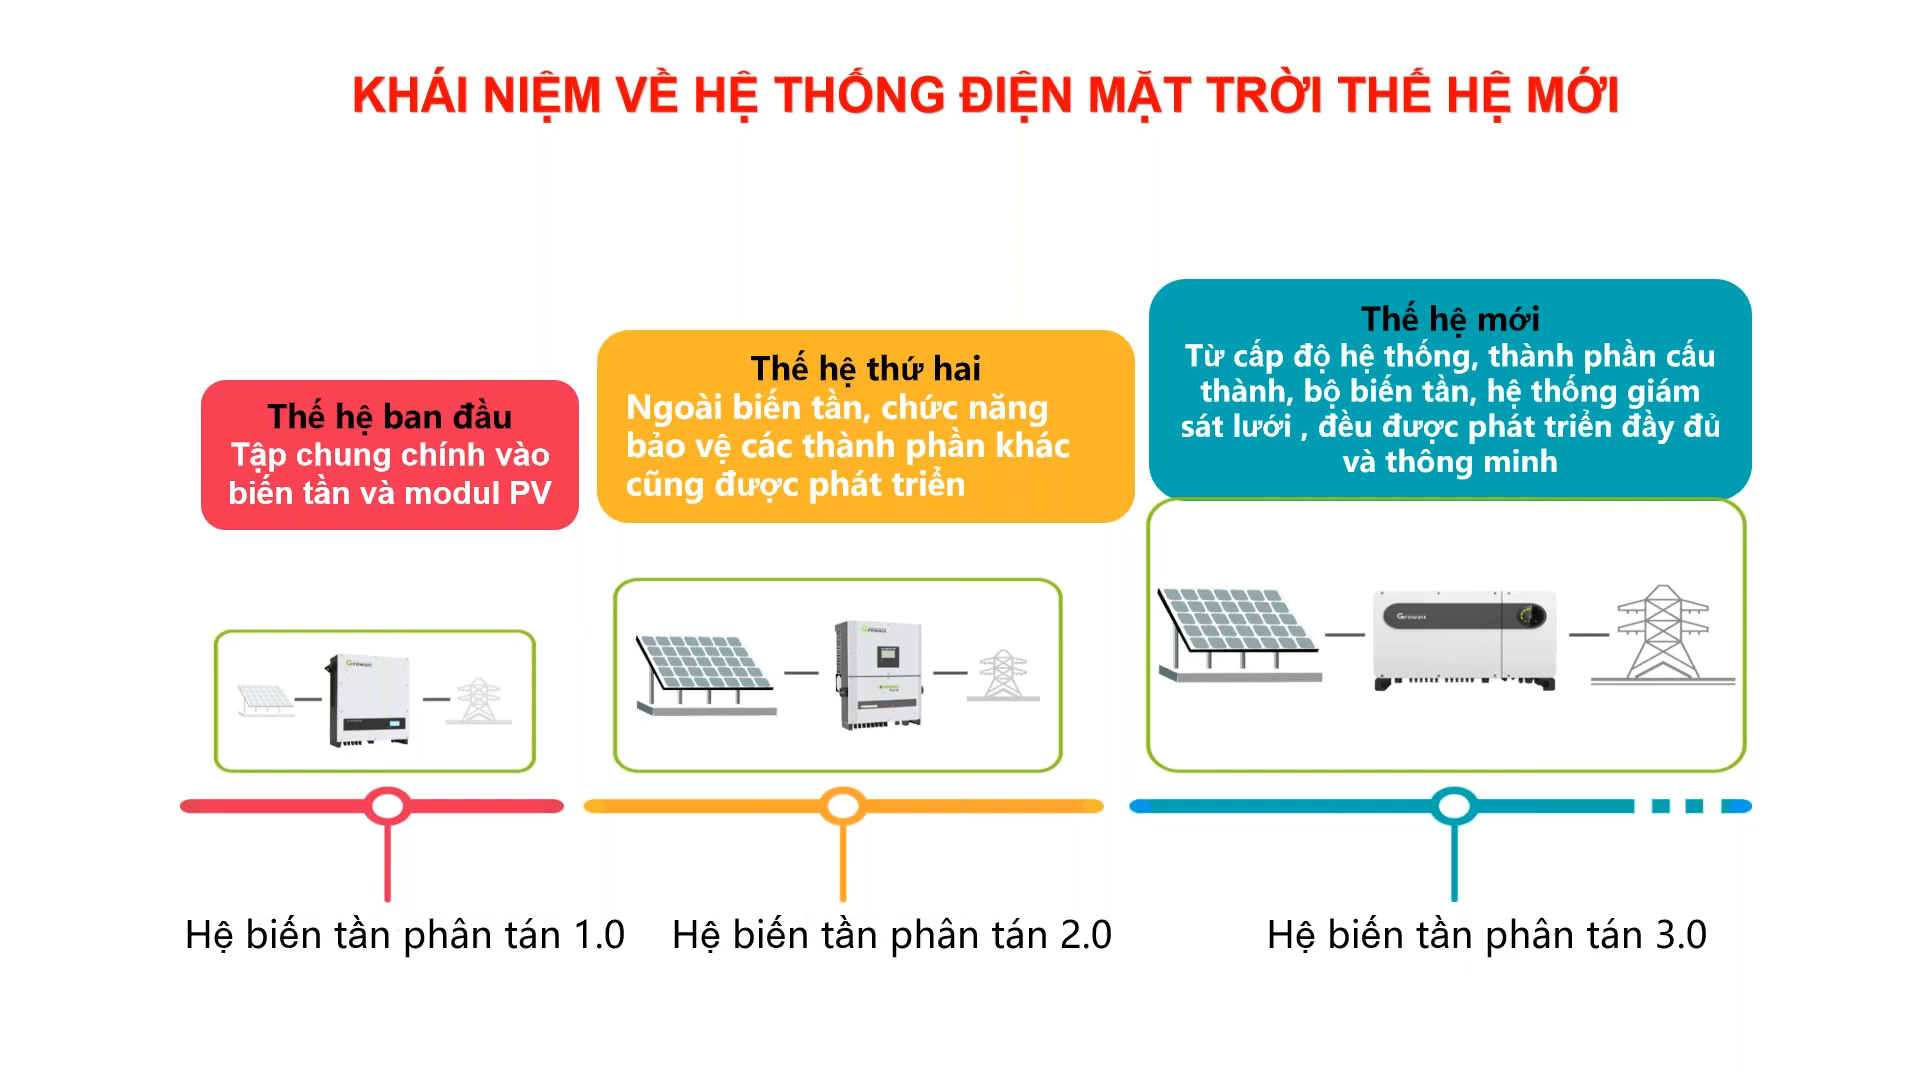 KHÁI NIỆM VỀ HỆ THỐNG ĐIỆN MẶT TRỜI THẾ HỆ MỚI
Thế hệ ban đầu
Tập chung chính vào
biến tần và modul PV
Thế hệ thứ hai
Ngoài biến tần, chức năng
bảo vệ các thành phần khác
cũng được phát triển
Thế hệ mới
Từ cấp độ hệ thống, thành phần cấu
thành, bộ biến tần, hệ thống giám
sát lưới , đều được phát triển đầy đủ
và thông minh
Growatt
Growatt
Growatt
Hệ biến tần phân tán 1.0
Hệ biến tần phân tán 2.0
Hệ biến tần phân tán 3.0